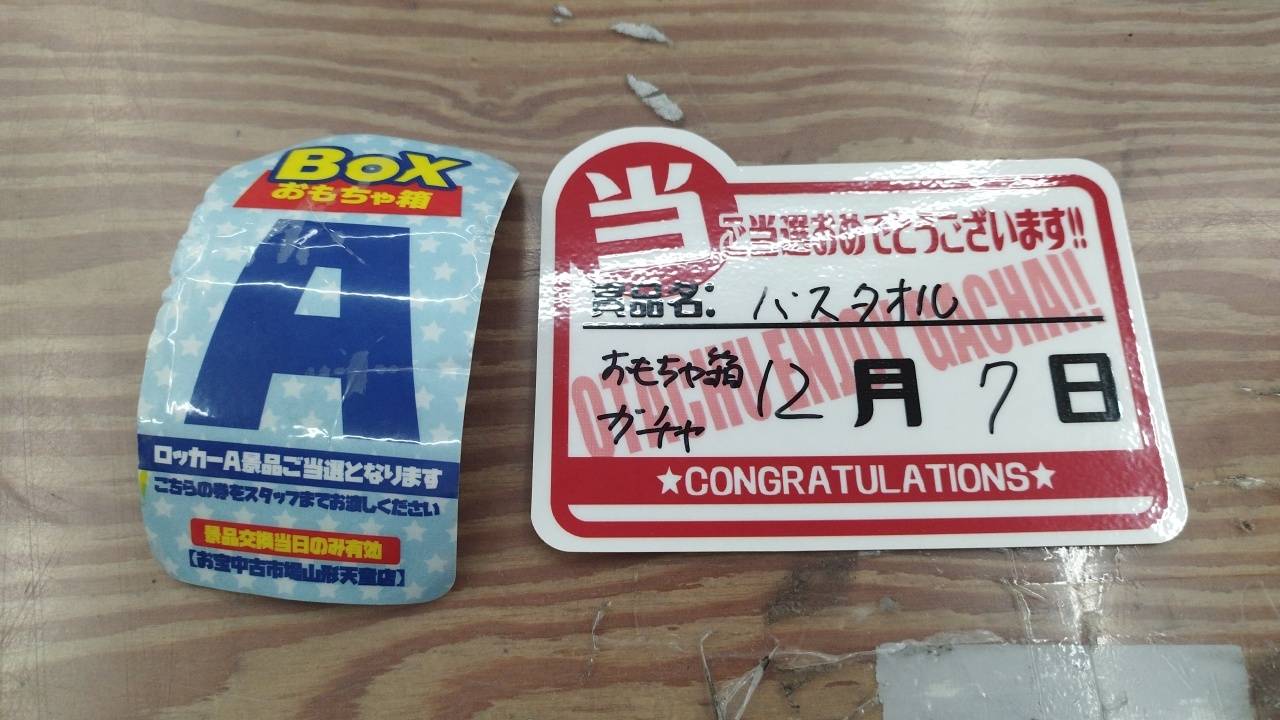 BOX
おもちゃ箱
A
ロッカーA景品ご当選となります
こちらの券をスタッフまでお渡しください
景品交換当日のみ有効
【お宝中古市場山形天童店】
当
ご当選おめでとうございます!!
賞品名: バスタオル
おもちゃ箱
ガチャ
12月7日
OTACHU ENJOY GACHA!!
★CONGRATULATIONS★